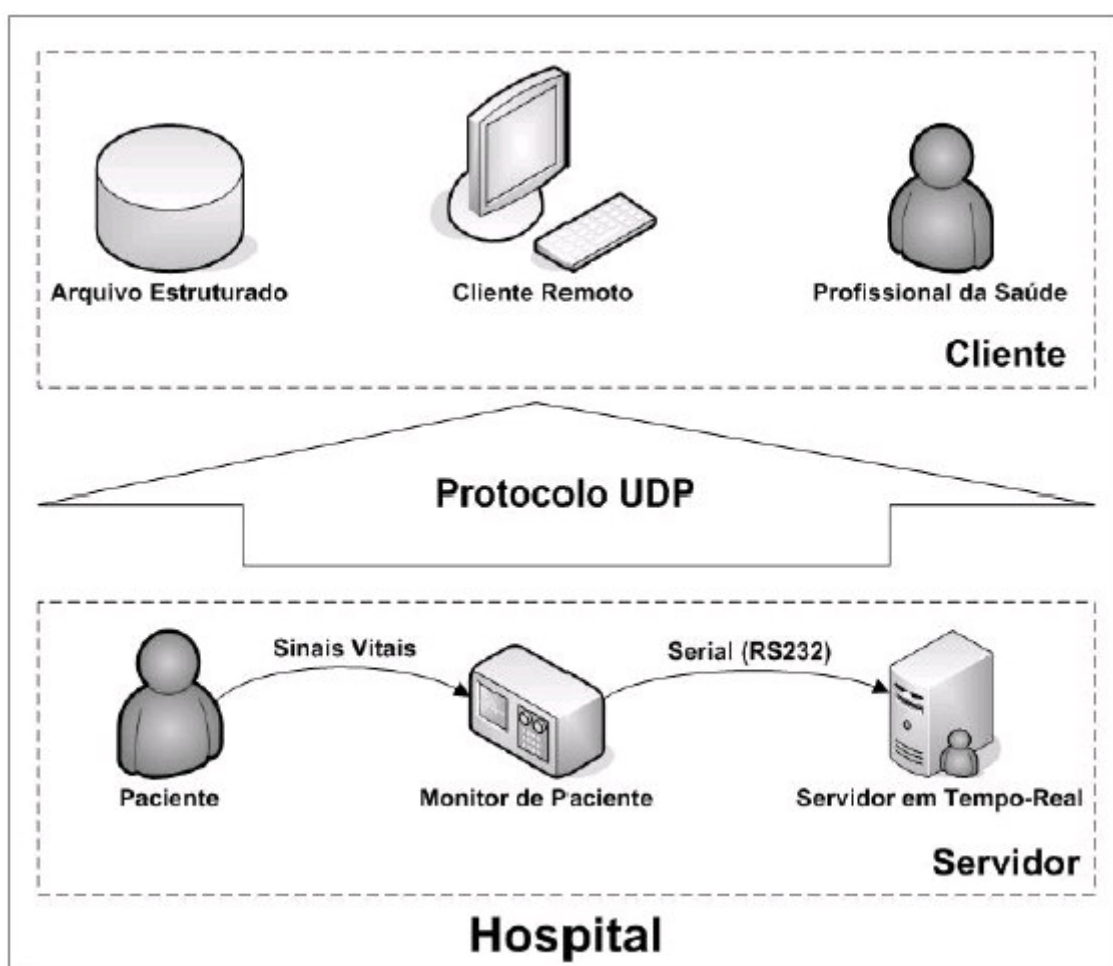 Arquivo Estruturado
Cliente Remoto
Profissional da Saúde
Cliente
Protocolo UDP
Sinais Vitais
Serial (RS232)
Paciente
Monitor de Paciente
Servidor em Tempo-Real
Servidor
Hospital